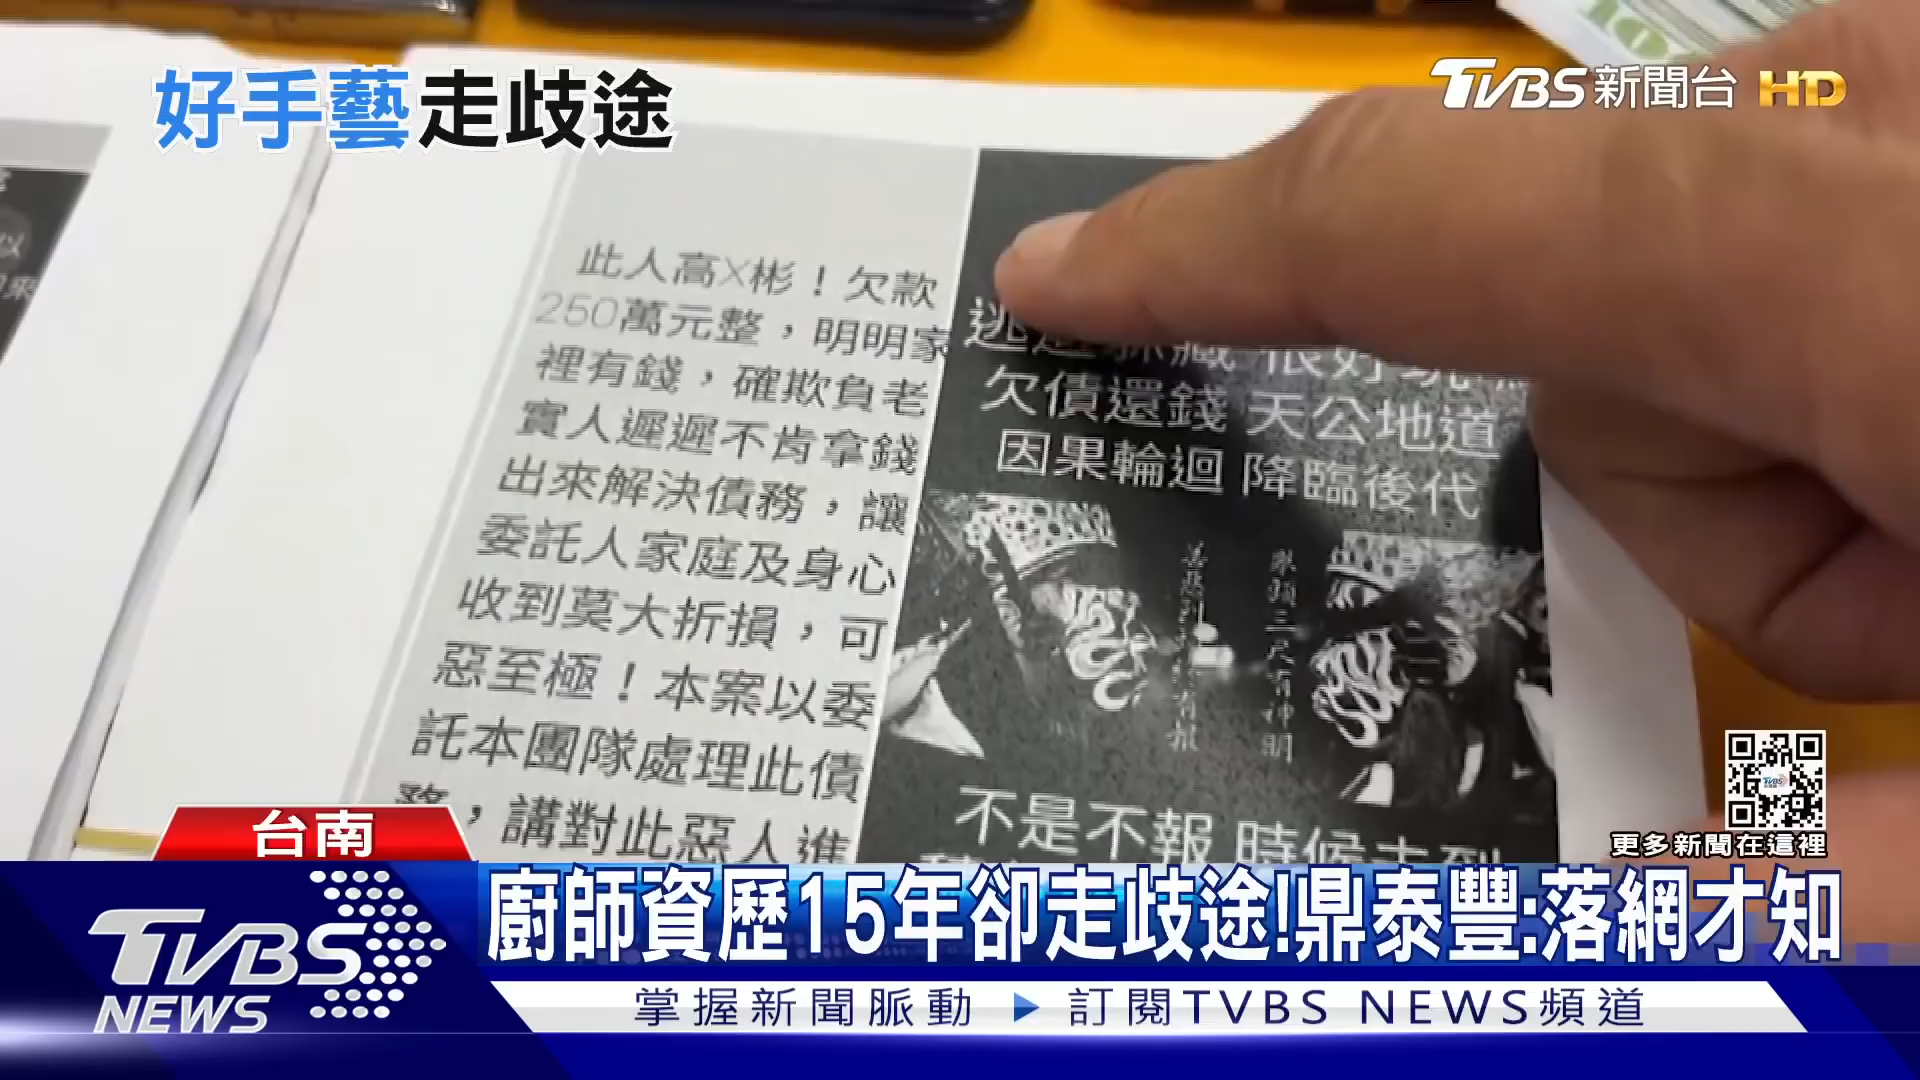 好手藝走歧途
TVBS新聞台 HD
此人高X彬！欠款
250萬元整，明明家
裡有錢，確欺負老
實人遲遲不肯拿錢
出來解決債務，讓
委託人家庭及身心
收到莫大折損，可
惡至極！本案以委
託本團隊處理此債
務，講對此惡人進
欠債還錢 天公地道
因果輪迴 降臨後代
不是不報 時候未到
台南
廚師資歷15年卻走歧途!鼎泰豐:落網才知
TVBS
NEWS
掌握新聞脈動 ▶ 訂閱TVBS NEWS頻道
更多新聞在這裡